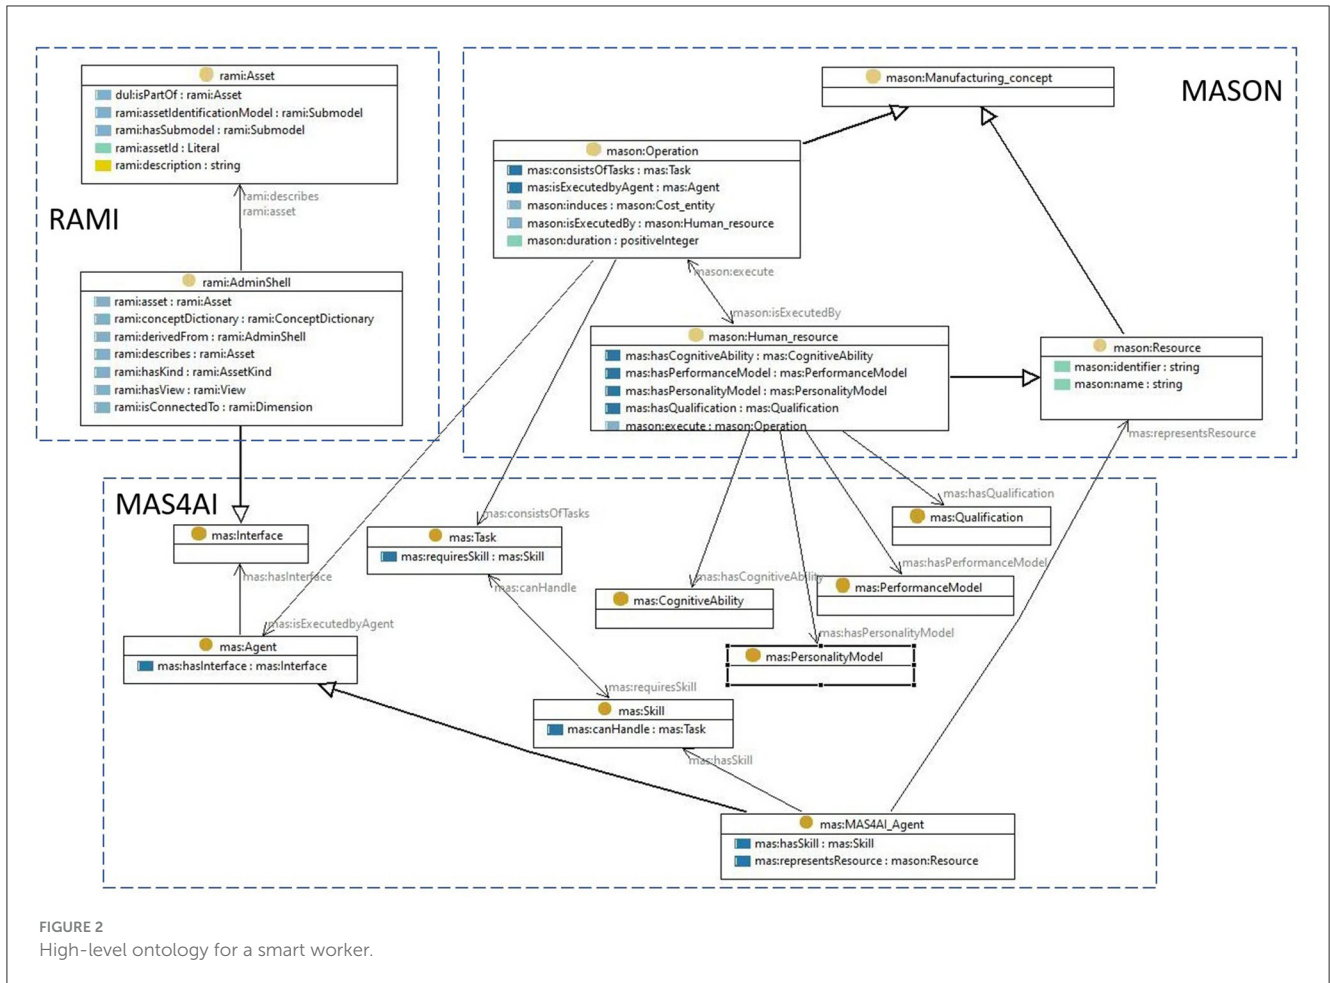 rami:Asset
dul:isPartOf : rami:Asset
rami:assetIdentificationModel : rami:Submodel
rami:hasSubmodel : rami:Submodel
rami:assetId : Literal
rami:description : string
rami:describes
rami:asset
RAMI
rami:AdminShell
rami:asset : rami:Asset
rami:conceptDictionary : rami:ConceptDictionary
rami:derivedFrom : rami:AdminShell
rami:describes : rami:Asset
rami:hasKind : rami:AssetKind
rami:hasView : rami:View
rami:isConnectedTo : rami:Dimension
mason:Manufacturing_concept
MASON
mason:Operation
mas:consistsOfTasks : mas:Task
mas:isExecutedbyAgent : mas:Agent
mason:induces : mason:Cost_entity
mason:isExecutedBy : mason:Human_resource
mason:duration : positiveInteger
mason:execute
mason:isExecutedBy
mason:Human_resource
mas:hasCognitiveAbility : mas:CognitiveAbility
mas:hasPerformanceModel : mas:PerformanceModel
mas:hasPersonalityModel : mas:PersonalityModel
mas:hasQualification : mas:Qualification
mason:execute : mason:Operation
mason:Resource
mason:identifier : string
mason:name : string
mas:representsResource
MAS4AI
mas:Interface
mas:hasInterface
mas:consistsOfTasks
mas:Task
mas:requiresSkill : mas:Skill
mas:canHandle
mas:hasQualification
mas:Qualification
mas:hasPerformanceModel
mas:PerformanceModel
mas:hasCognitiveAbility
mas:CognitiveAbility
mas:isExecutedbyAgent
mas:Agent
mas:hasInterface : mas:Interface
mas:hasPersonalityModel
mas:PersonalityModel
mas:requiresSkill
mas:Skill
mas:canHandle : mas:Task
mas:hasSkill
mas:MAS4AI_Agent
mas:hasSkill : mas:Skill
mas:representsResource : mason:Resource
FIGURE 2
High-level ontology for a smart worker.